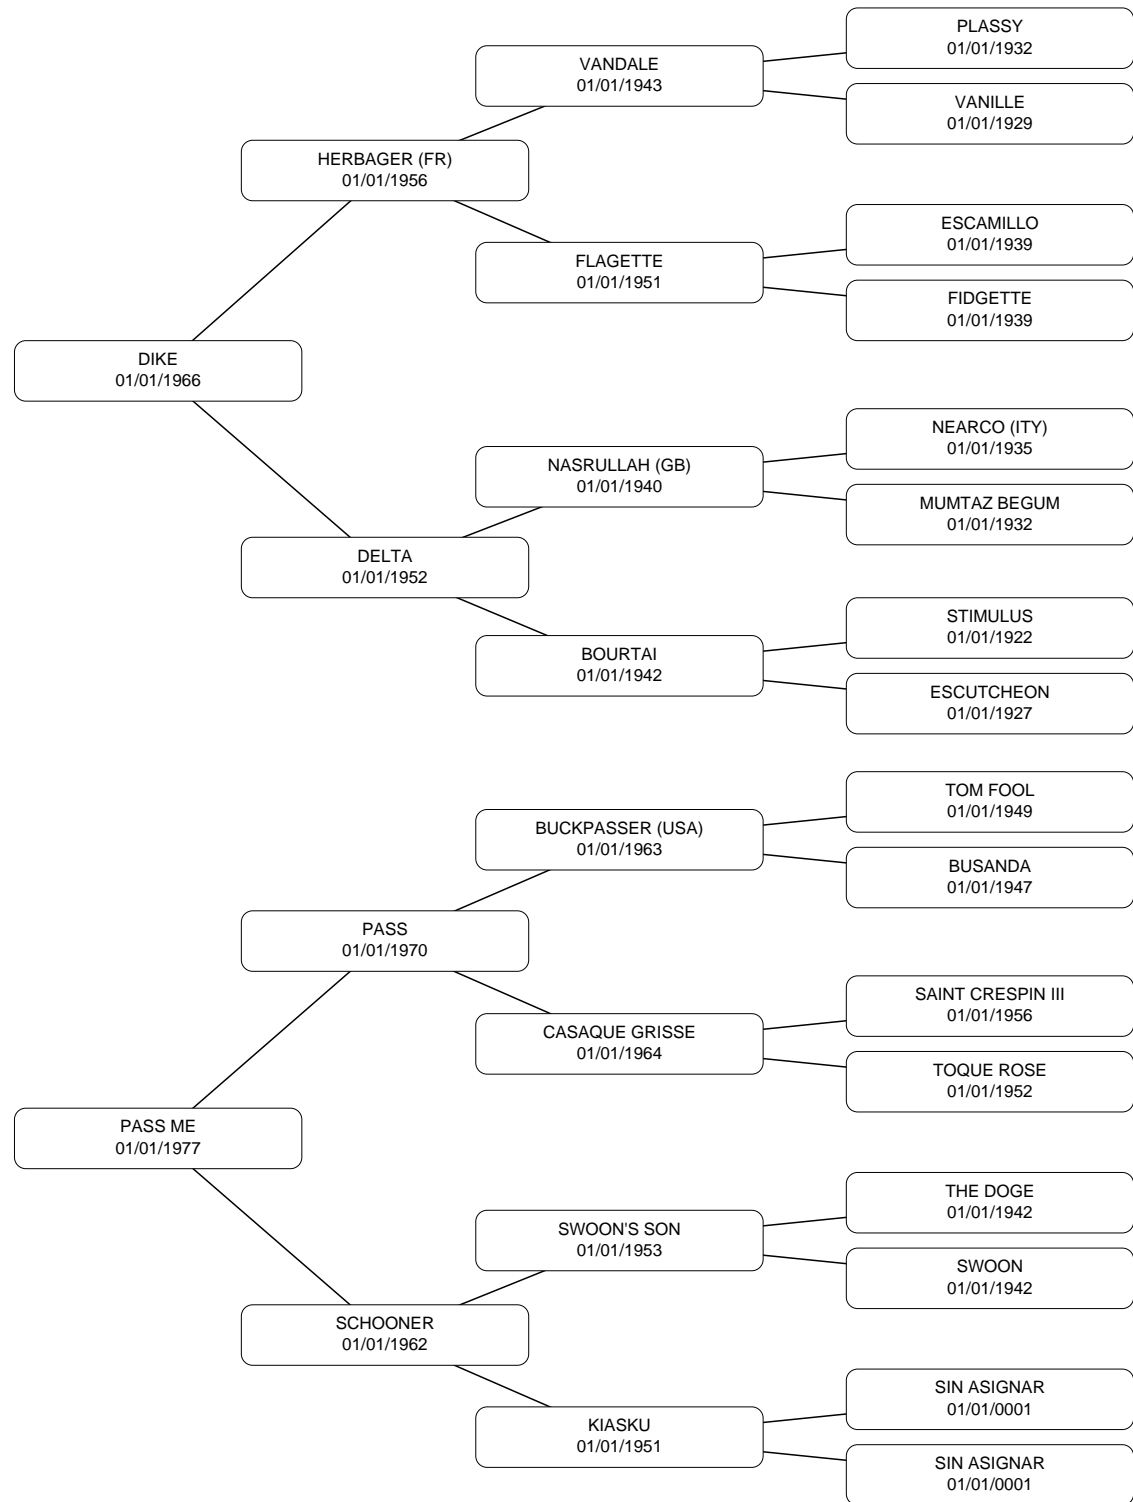 PLASSY
01/01/1932
VANDALE
01/01/1943
VANILLE
01/01/1929
HERBAGER (FR)
01/01/1956
ESCAMILLO
01/01/1939
FLAGETTE
01/01/1951
FIDGETTE
01/01/1939
DIKE
01/01/1966
NEARCO (ITY)
01/01/1935
NASRULLAH (GB)
01/01/1940
MUMTAZ BEGUM
01/01/1932
DELTA
01/01/1952
STIMULUS
01/01/1922
BOURTAI
01/01/1942
ESCUTCHEON
01/01/1927
TOM FOOL
01/01/1949
BUCKPASSER (USA)
01/01/1963
BUSANDA
01/01/1947
PASS
01/01/1970
SAINT CRESPIN III
01/01/1956
CASAQUE GRISSE
01/01/1964
TOQUE ROSE
01/01/1952
PASS ME
01/01/1977
THE DOGE
01/01/1942
SWOON'S SON
01/01/1953
SWOON
01/01/1942
SCHOONER
01/01/1962
SIN ASIGNAR
01/01/0001
KIASKU
01/01/1951
SIN ASIGNAR
01/01/0001